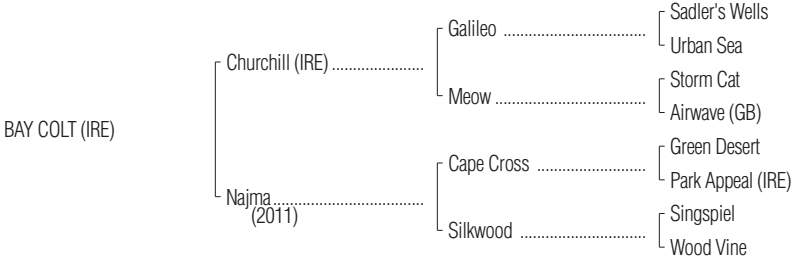 Sadler's Wells
Galileo ..............................
Urban Sea
Churchill (IRE) ....................
Storm Cat
Meow ................................
Airwave (GB)
BAY COLT (IRE)
Green Desert
Cape Cross .......................
Park Appeal (IRE)
Najma ................................
(2011)
Singspiel
Silkwood ...........................
Wood Vine